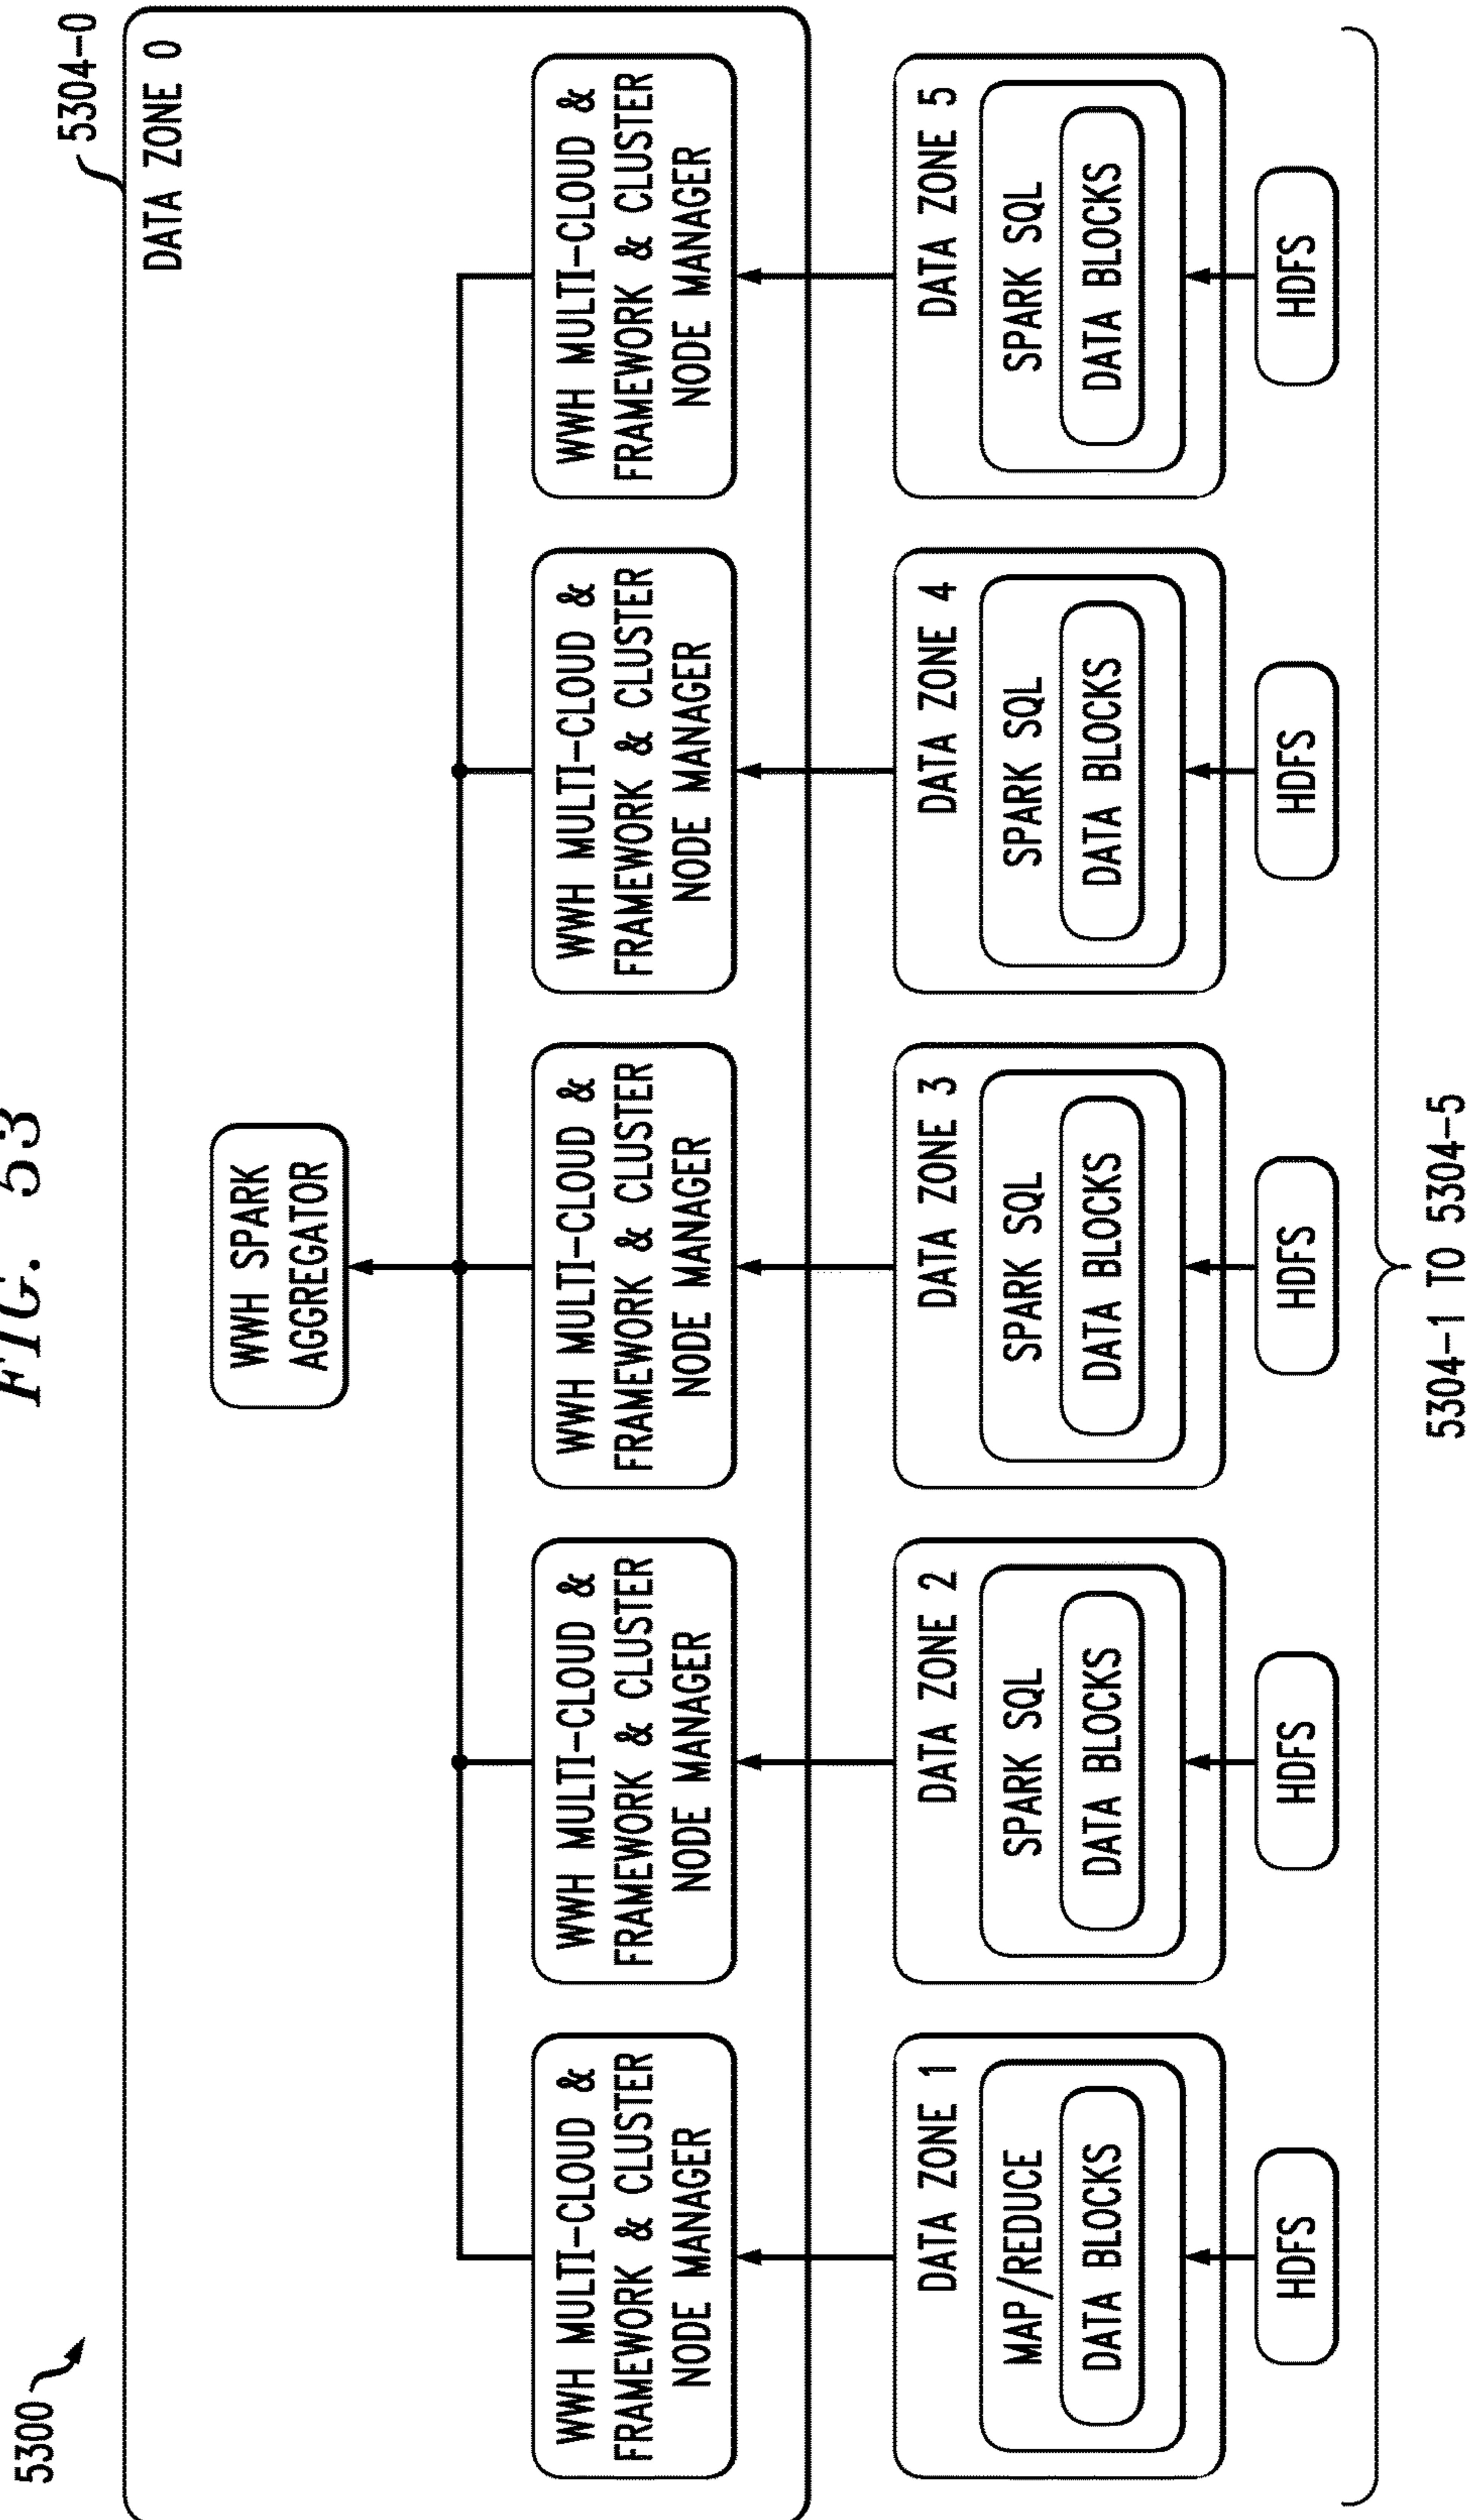 FIG. 53
5300
5304-0
DATA ZONE 0
WWH SPARK
AGGREGATOR
WWH MULTI-CLOUD &
FRAMEWORK & CLUSTER
NODE MANAGER
WWH MULTI-CLOUD &
FRAMEWORK & CLUSTER
NODE MANAGER
WWH MULTI-CLOUD &
FRAMEWORK & CLUSTER
NODE MANAGER
WWH MULTI-CLOUD &
FRAMEWORK & CLUSTER
NODE MANAGER
WWH MULTI-CLOUD &
FRAMEWORK & CLUSTER
NODE MANAGER
DATA ZONE 1
MAP/REDUCE
DATA BLOCKS
DATA ZONE 2
SPARK SQL
DATA BLOCKS
DATA ZONE 3
SPARK SQL
DATA BLOCKS
DATA ZONE 4
SPARK SQL
DATA BLOCKS
DATA ZONE 5
SPARK SQL
DATA BLOCKS
HDFS
HDFS
HDFS
HDFS
HDFS
5304-1 TO 5304-5